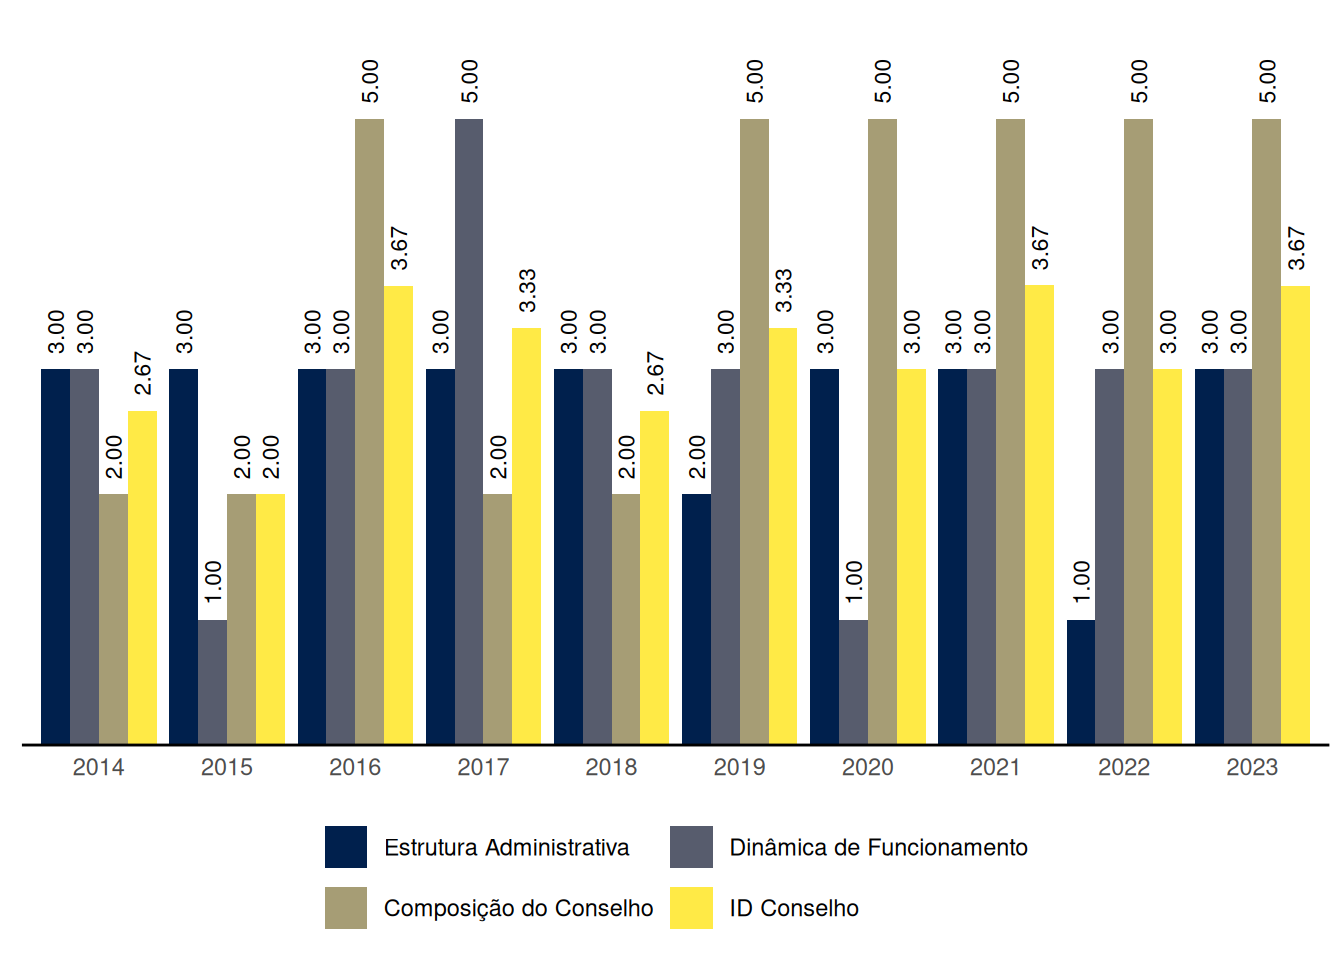 3.00 3.00 2.00 2.67 3.00 1.00 2.00 2.00 3.00 3.00 5.00 3.67 3.00 5.00 2.00 3.33 3.00 3.00 2.00 2.67 2.00 3.00 5.00 3.33 3.00 1.00 5.00 3.00 3.00 3.00 5.00 3.67 1.00 3.00 5.00 3.00 3.00 3.00 5.00 3.67
2014 2015 2016 2017 2018 2019 2020 2021 2022 2023
Estrutura Administrativa Dinâmica de Funcionamento
Composição do Conselho ID Conselho